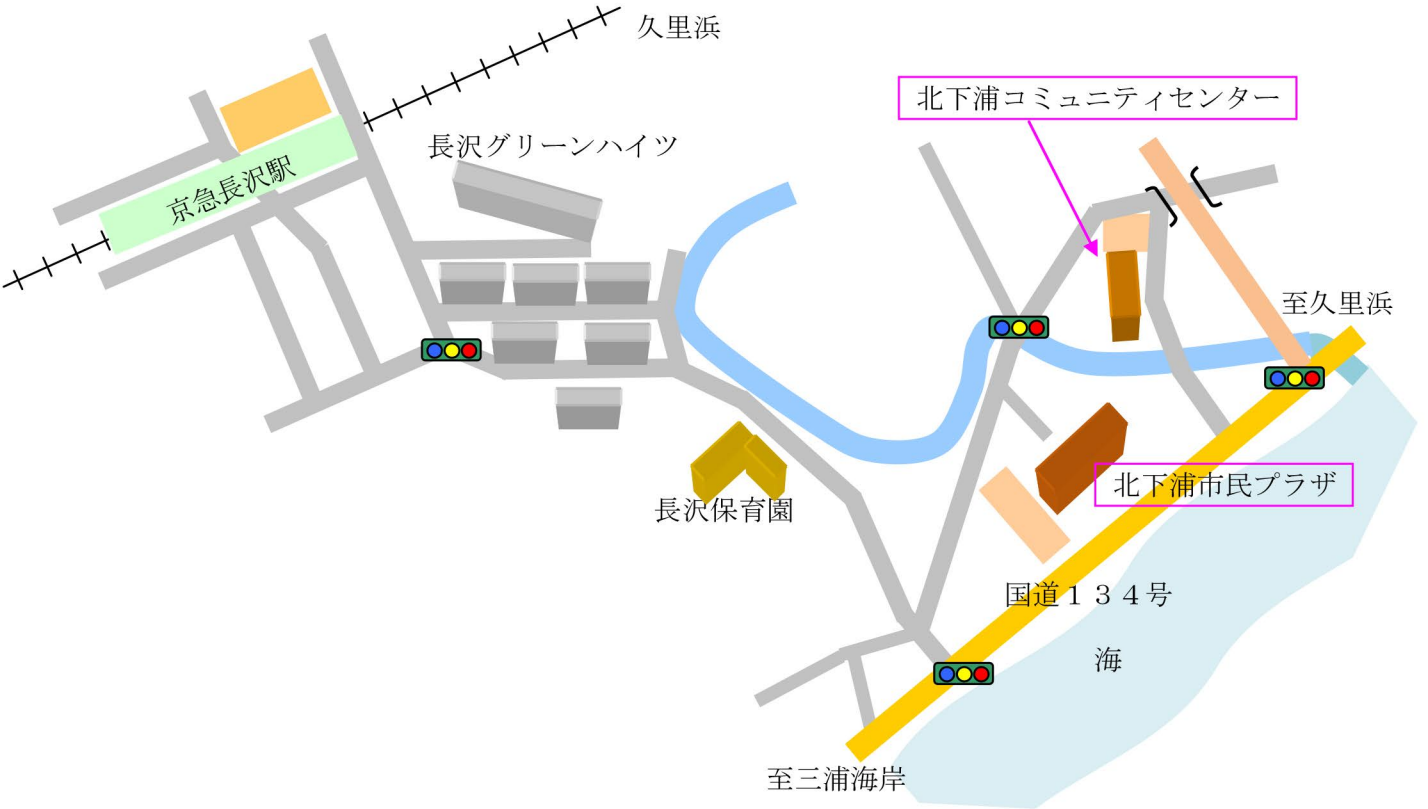 久里浜
北下浦コミュニティセンター
長沢グリーンハイツ
京急長沢駅
至久里浜
北下浦市民プラザ
長沢保育園
国道１３４号
海
至三浦海岸